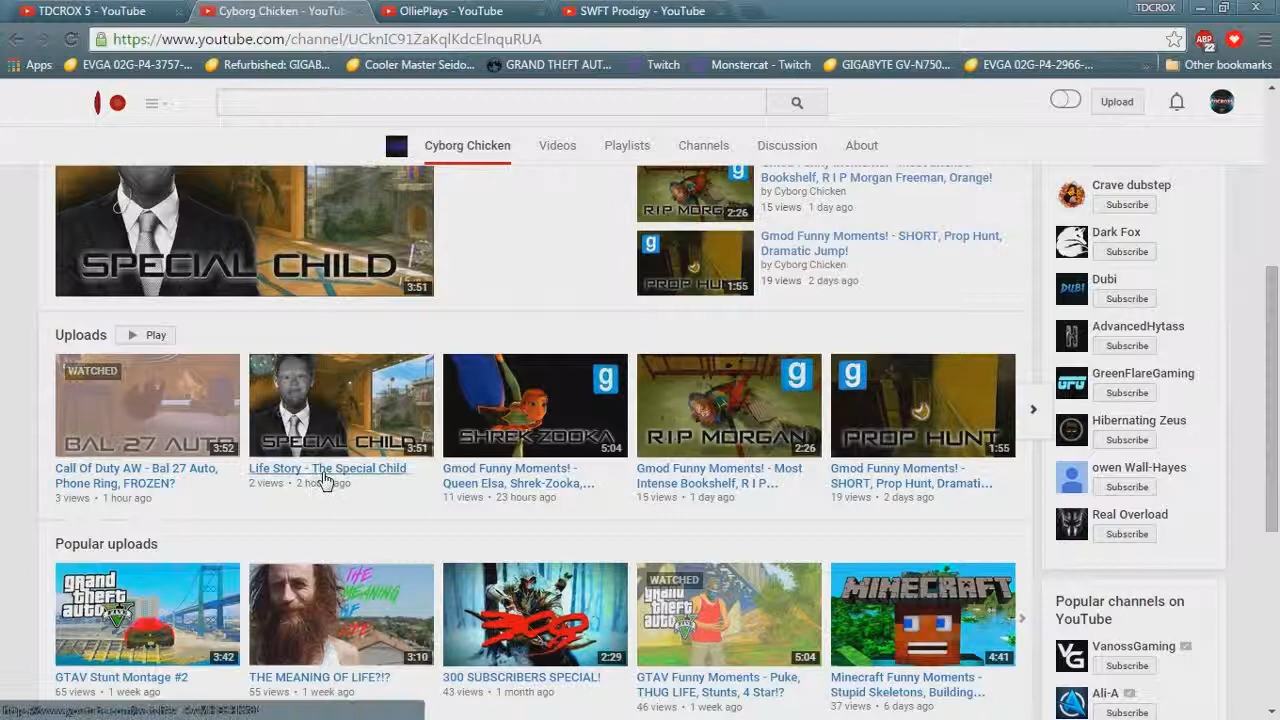 TDCROX 5 - YouTube
Cyborg Chicken - YouTu
OlliePlays - YouTube
SWFT Prodigy - YouTube
TDCROX
https://www.youtube.com/channel/UCknIC91ZaKqlKdcElnquRUA
ABP
22
Apps
EVGA 02G-P4-3757-...
Refurbished: GIGAB...
Cooler Master Seido...
GRAND THEFT AUT...
Twitch
Monstercat - Twitch
GIGABYTE GV-N750...
EVGA 02G-P4-2966-...
Other bookmarks
Upload
Cyborg Chicken
Videos
Playlists
Channels
Discussion
About
SPECIAL CHILD
3:51
RIP MORG
2:26
Bookshelf, R I P Morgan Freeman, Orange!
by Cyborg Chicken
15 views • 1 day ago
g
PROP HUN
1:55
Gmod Funny Moments! - SHORT, Prop Hunt,
Dramatic Jump!
by Cyborg Chicken
19 views 2 days ago
Uploads
Play
WATCHED
BAL-27 AUTO
3:52
Call Of Duty AW - Bal 27 Auto,
Phone Ring, FROZEN?
3 views • 1 hour ago
SPECIAL CHILD
3:51
Life Story - The Special Child
2 views • 2 hours ago
g
SHREK-ZOOKA
5:04
Gmod Funny Moments! -
Queen Elsa, Shrek-Zooka,...
11 views • 23 hours ago
g
RIP MORGAN
2:26
Gmod Funny Moments! - Most
Intense Bookshelf, R I P...
15 views • 1 day ago
g
PROP HUNT
1:55
Gmod Funny Moments! -
SHORT, Prop Hunt, Dramati...
19 views • 2 days ago
Popular uploads
grand
theft
auto
V
3:42
GTAV Stunt Montage #2
65 views • 1 week ago
THE
MEANING
OF
LIFE
3:10
THE MEANING OF LIFE?!?
55 views • 1 week ago
300
2:29
300 SUBSCRIBERS SPECIAL!
43 views • 1 month ago
WATCHED
grand
theft
auto
5:04
GTAV Funny Moments - Puke,
THUG LIFE, Stunts, 4 Star!?
46 views • 1 week ago
MINECRAFT
4:41
Minecraft Funny Moments -
Stupid Skeletons, Building...
37 views • 6 days ago
Crave dubstep
Subscribe
Dark Fox
Subscribe
DUBI
Dubi
Subscribe
AdvancedHytass
Subscribe
GFG
GreenFlareGaming
Subscribe
Hibernating Zeus
Subscribe
owen Wall-Hayes
Subscribe
Real Overload
Subscribe
Popular channels on
YouTube
VG
VanossGaming
Subscribe
Ali-A
Subscribe